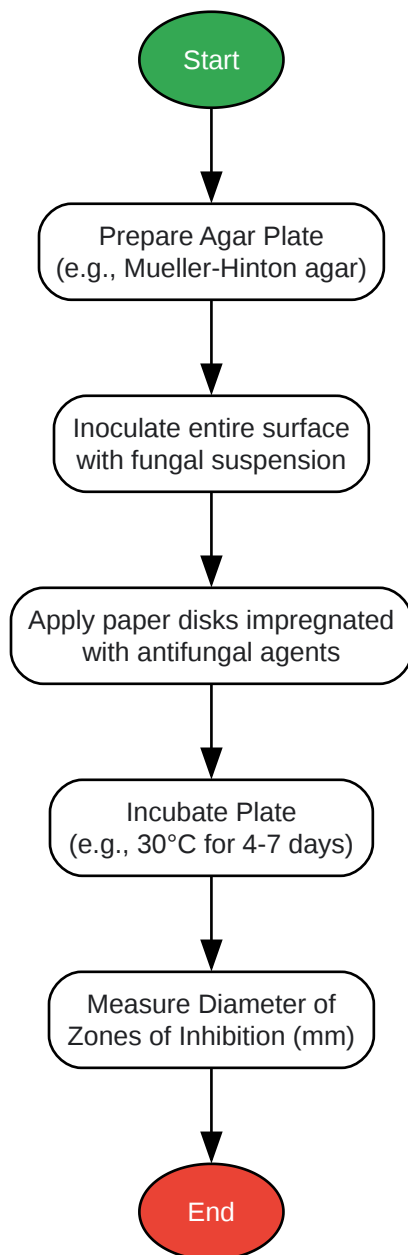 Start
Prepare Agar Plate
(e.g., Mueller-Hinton agar)
Inoculate entire surface
with fungal suspension
Apply paper disks impregnated
with antifungal agents
Incubate Plate
(e.g., 30°C for 4-7 days)
Measure Diameter of
Zones of Inhibition (mm)
End